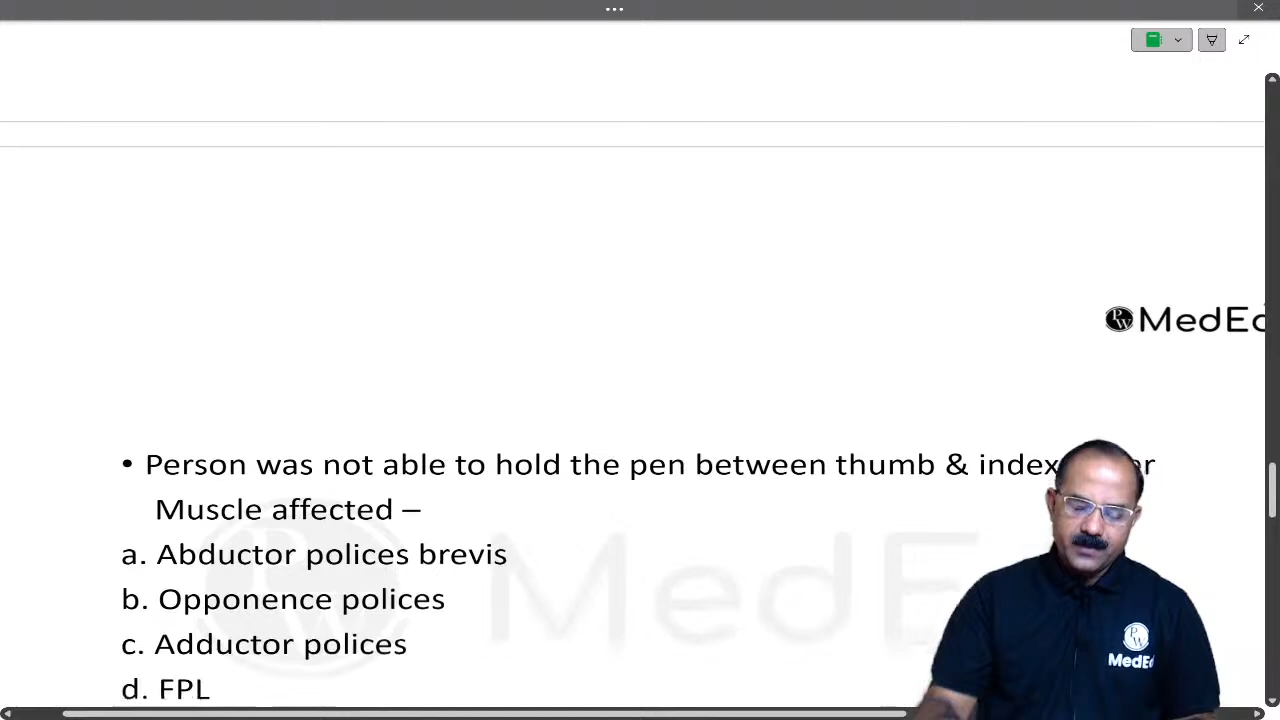 MedEd
• Person was not able to hold the pen between thumb & index
Muscle affected –
a. Abductor polices brevis
b. Opponence polices
c. Adductor polices
d. FPL
PW
MedEd